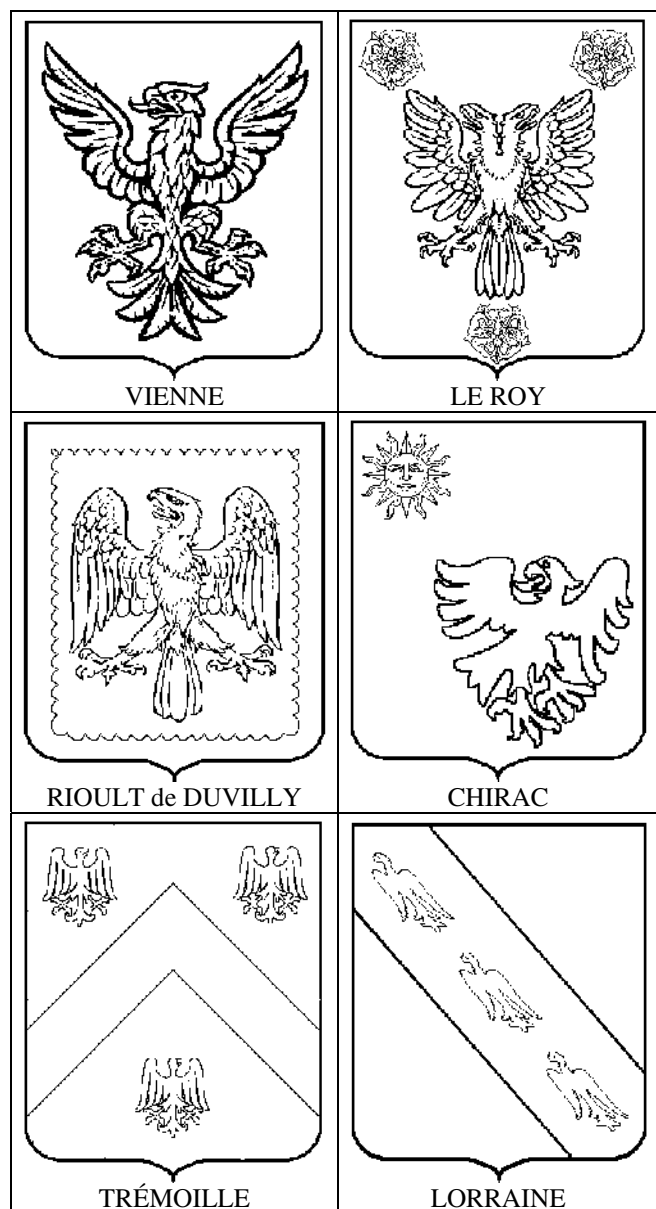 VIENNE
LE ROY
RIOULT de DUVILLY
CHIRAC
TRÉMOILLE
LORRAINE